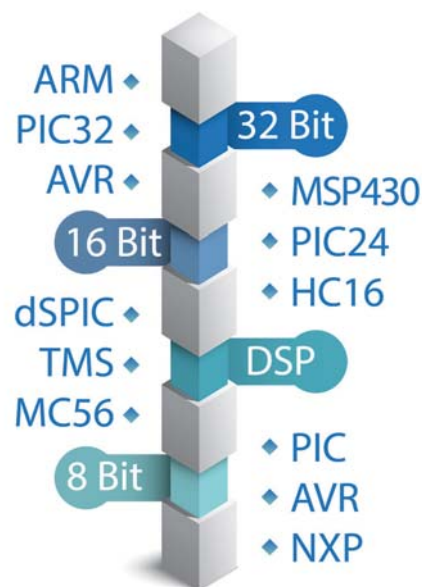 ARM
PIC32
AVR
32 Bit
16 Bit
MSP430
PIC24
HC16
dSPIC
TMS
MC56
DSP
8 Bit
PIC
AVR
NXP